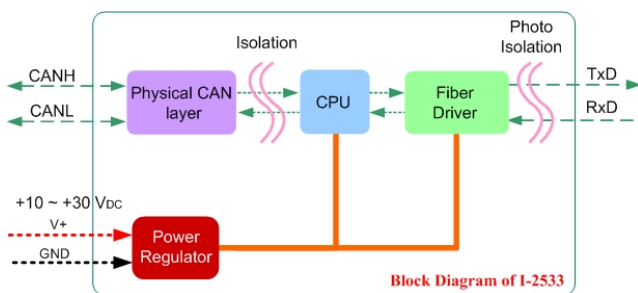 Isolation
Photo
Isolation
CANH
CANL
Physical CAN
layer
CPU
Fiber
Driver
TxD
RxD
+10 ~ +30 VDC
V+
GND
Power
Regulator
Block Diagram of I-2533